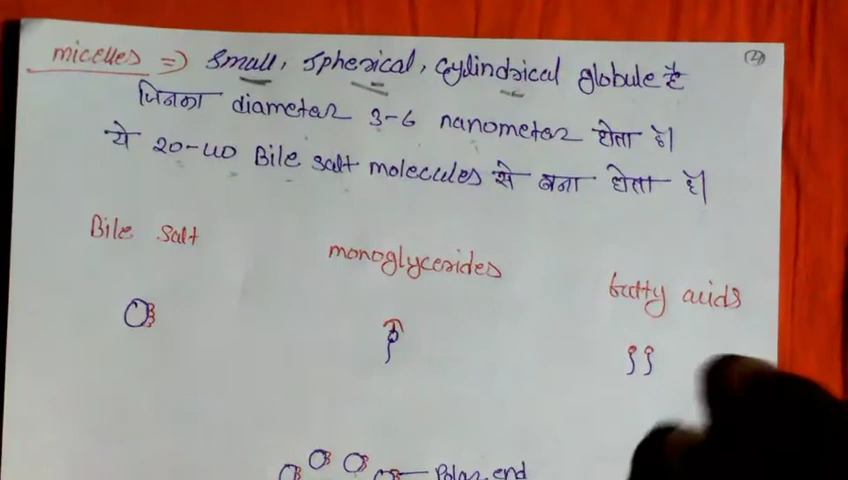 (2)
micelles => Small, spherical, cylindrical globule है
जिनका diameter 3-6 nanometer होता है।
ये 20-40 Bile salt molecules से बना होता है।
Bile salt
monoglycerides
fatty acids
Polar end